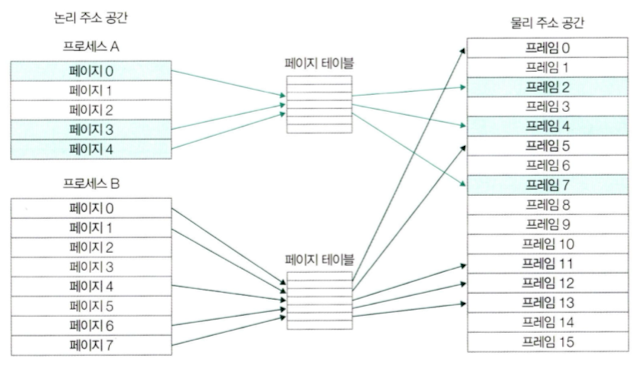 논리 주소 공간
프로세스 A
페이지 0
페이지 1
페이지 2
페이지 3
페이지 4
프로세스 B
페이지 0
페이지 1
페이지 2
페이지 3
페이지 4
페이지 5
페이지 6
페이지 7
페이지 테이블
페이지 테이블
물리 주소 공간
프레임 0
프레임 1
프레임 2
프레임 3
프레임 4
프레임 5
프레임 6
프레임 7
프레임 8
프레임 9
프레임 10
프레임 11
프레임 12
프레임 13
프레임 14
프레임 15